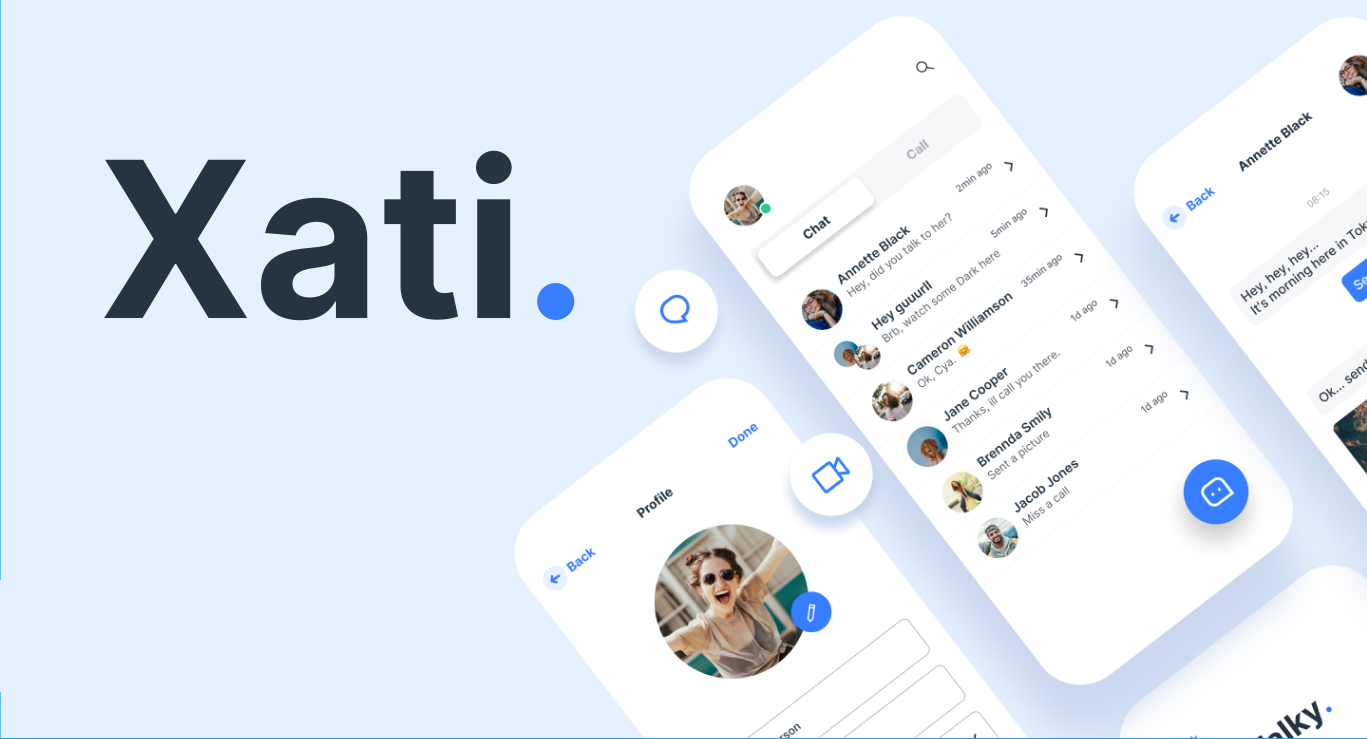 Xati.
Chat
Call
Annette Black
2min ago
Hey, did you talk to her?
Hey guuurl!
5min ago
Brb, watch some Dark here
Cameron Williamson
35min ago
Ok, Cya. 🤗
Jane Cooper
1d ago
Thanks, ill call you there.
Brennda Smily
1d ago
Sent a picture
Jacob Jones
1d ago
Miss a call
Back
Profile
Done
Back
Annette Black
08:15
Hey, hey, hey...
It's morning here in
Ok... send